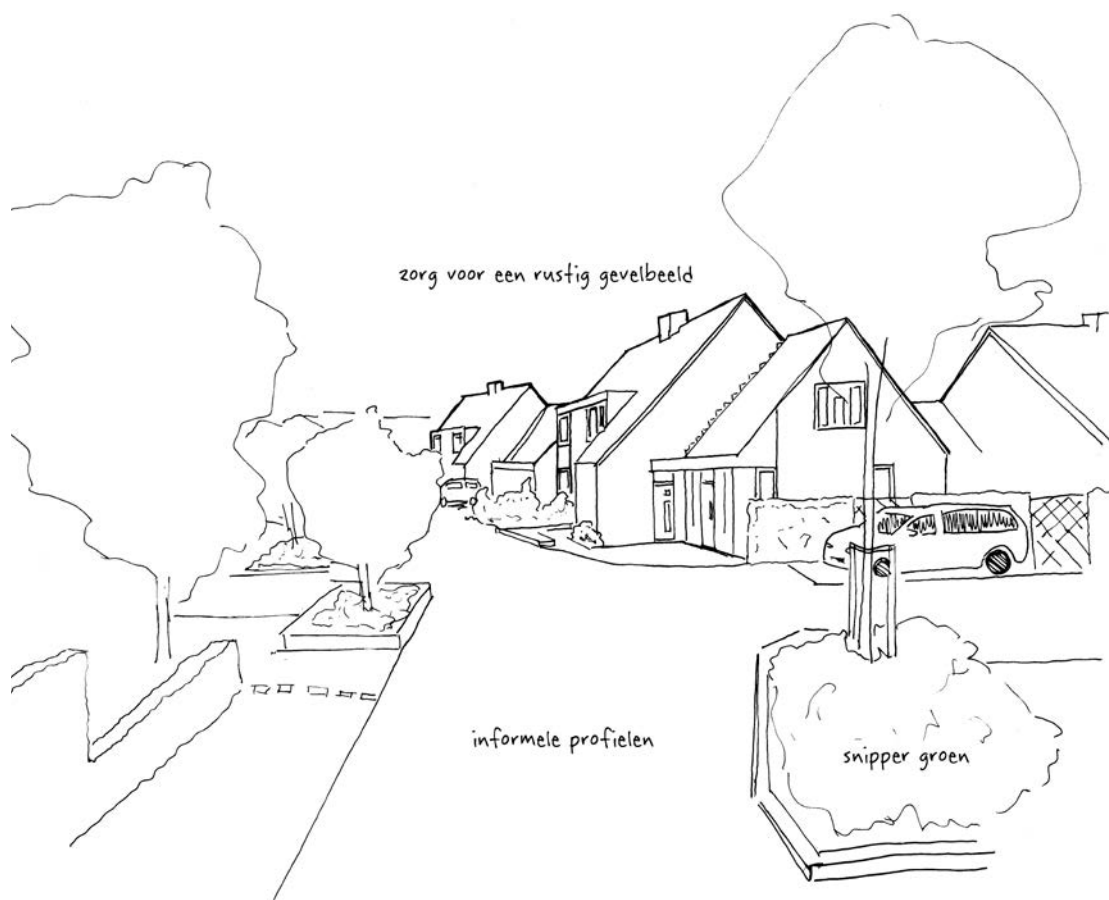 zorg voor een rustig gevelbeeld
informele profielen
snipper groen